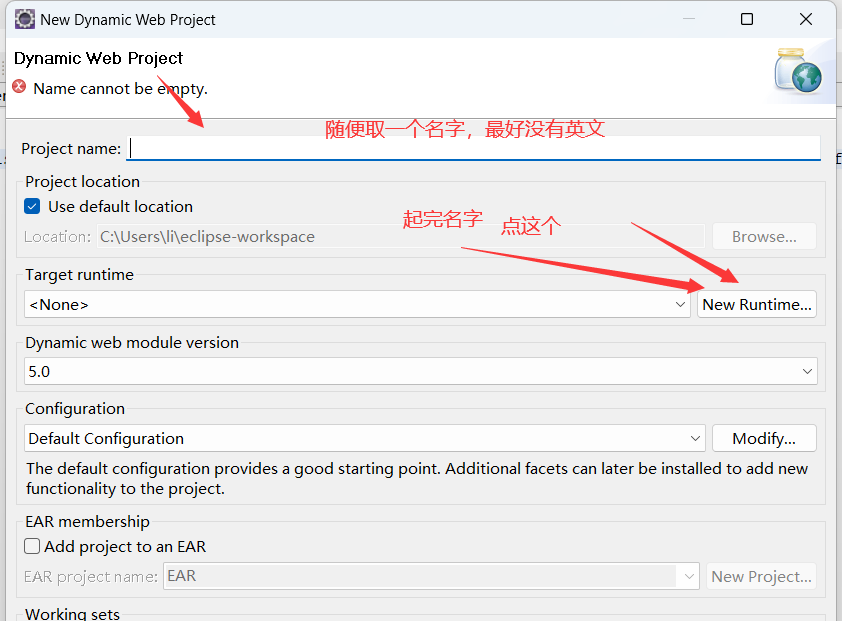 New Dynamic Web Project
Dynamic Web Project
Name cannot be empty.
随便取一个名字，最好没有英文
Project name:
Project location
Use default location
起完名字 点这个
Location: C:\Users\li\eclipse-workspace Browse...
Target runtime
<None> New Runtime...
Dynamic web module version
5.0
Configuration
Default Configuration Modify...
The default configuration provides a good starting point. Additional facets can later be installed to add new
functionality to the project.
EAR membership
Add project to an EAR
EAR project name: EAR New Project...
Working sets